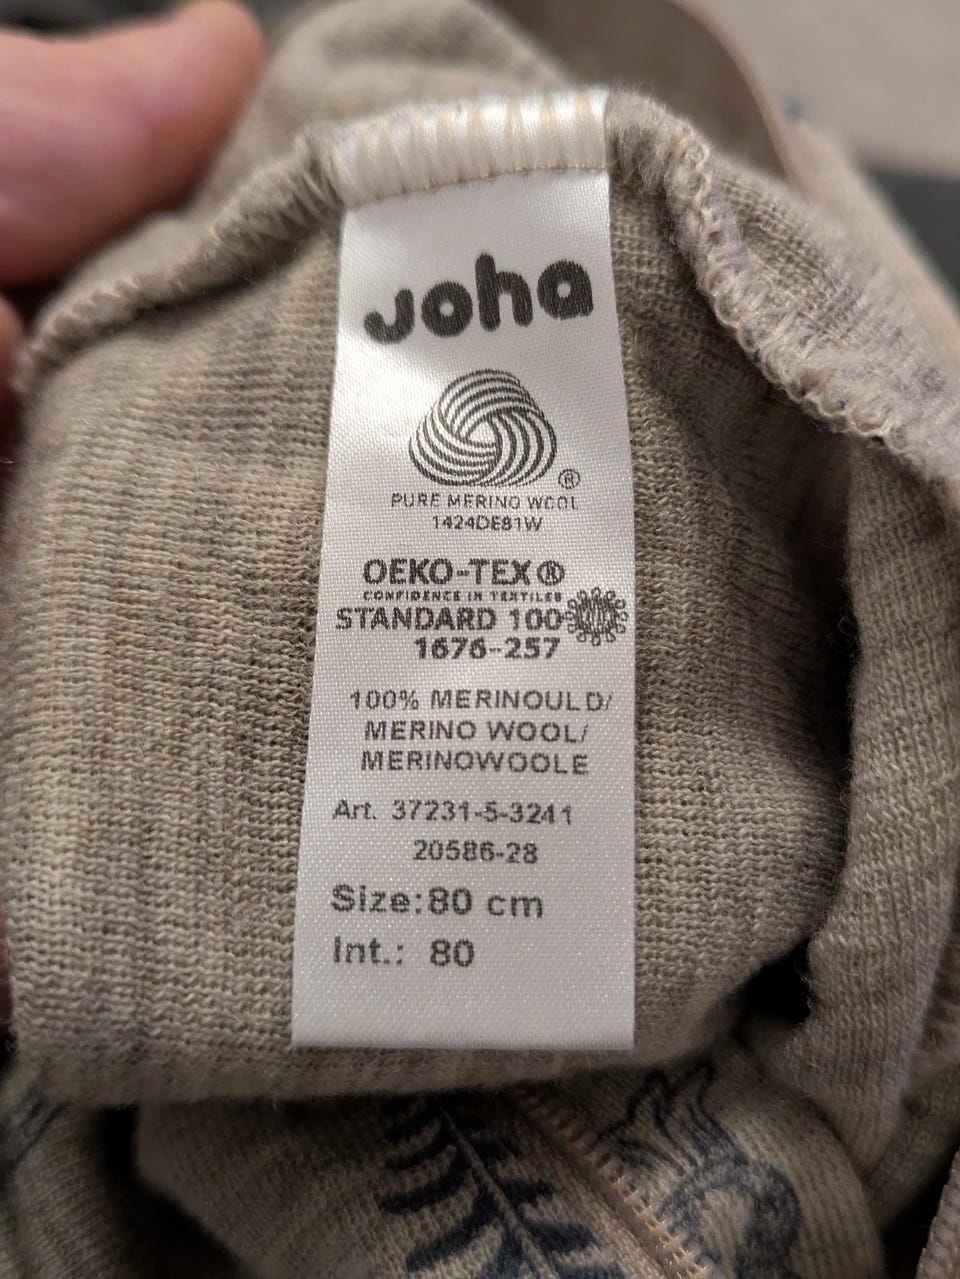 Joha
®
PURE MERINO WOOL
1424DE81W
OEKO-TEX®
CONFIDENCE IN TEXTILES
STANDARD 100
1676-257
100% MERINOULD/
MERINO WOOL/
MERINOWOOLE
Art. 37231-5-3241
20586-28
Size:80 cm
Int.: 80